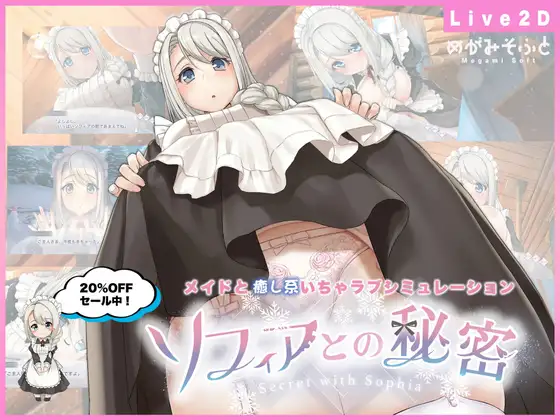 Live2D
めがみそふと
Megami Soft
20%OFF
セール中！
メイドと癒し系いちゃラブシミュレーション
ソフィアとの秘密
Secret with Sophia